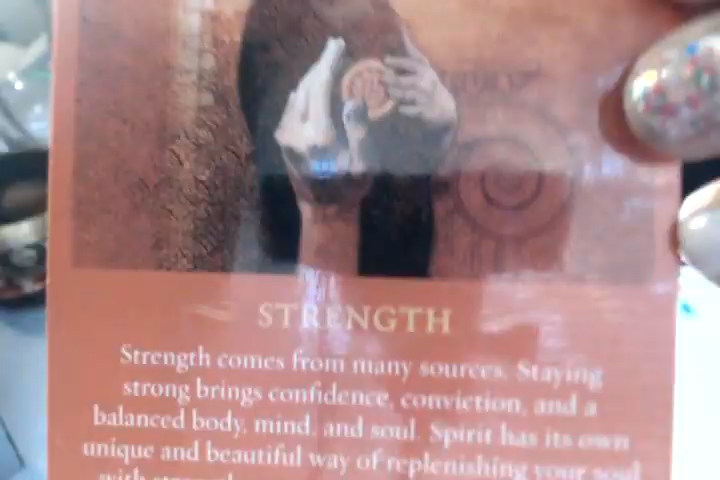 STRENGTH
Strength comes from many sources. Staying
strong brings confidence, conviction, and a
balanced body, mind, and soul. Spirit has its own
unique and beautiful way of replenishing your soul
with